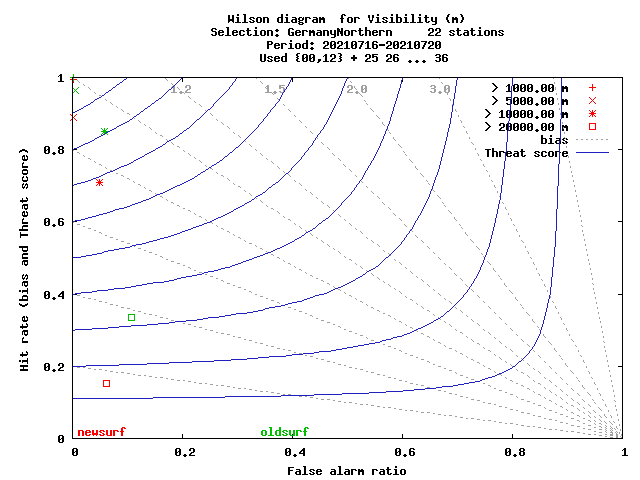 Wilson diagram  for Visibility (m)
Selection: GermanyNorthern     22 stations
Period: 20210716-20210720
Used {00,12} + 25 26 ... 36
1
1.2 1.5 2.0 3.0
> 1000.00 m
> 5000.00 m
> 10000.00 m
> 20000.00 m
bias
Threat score
0.8
0.6
0.4
0.2
0
Hit rate (bias and Threat score)
newsurf oldsurf
0 0.2 0.4 0.6 0.8 1
False alarm ratio